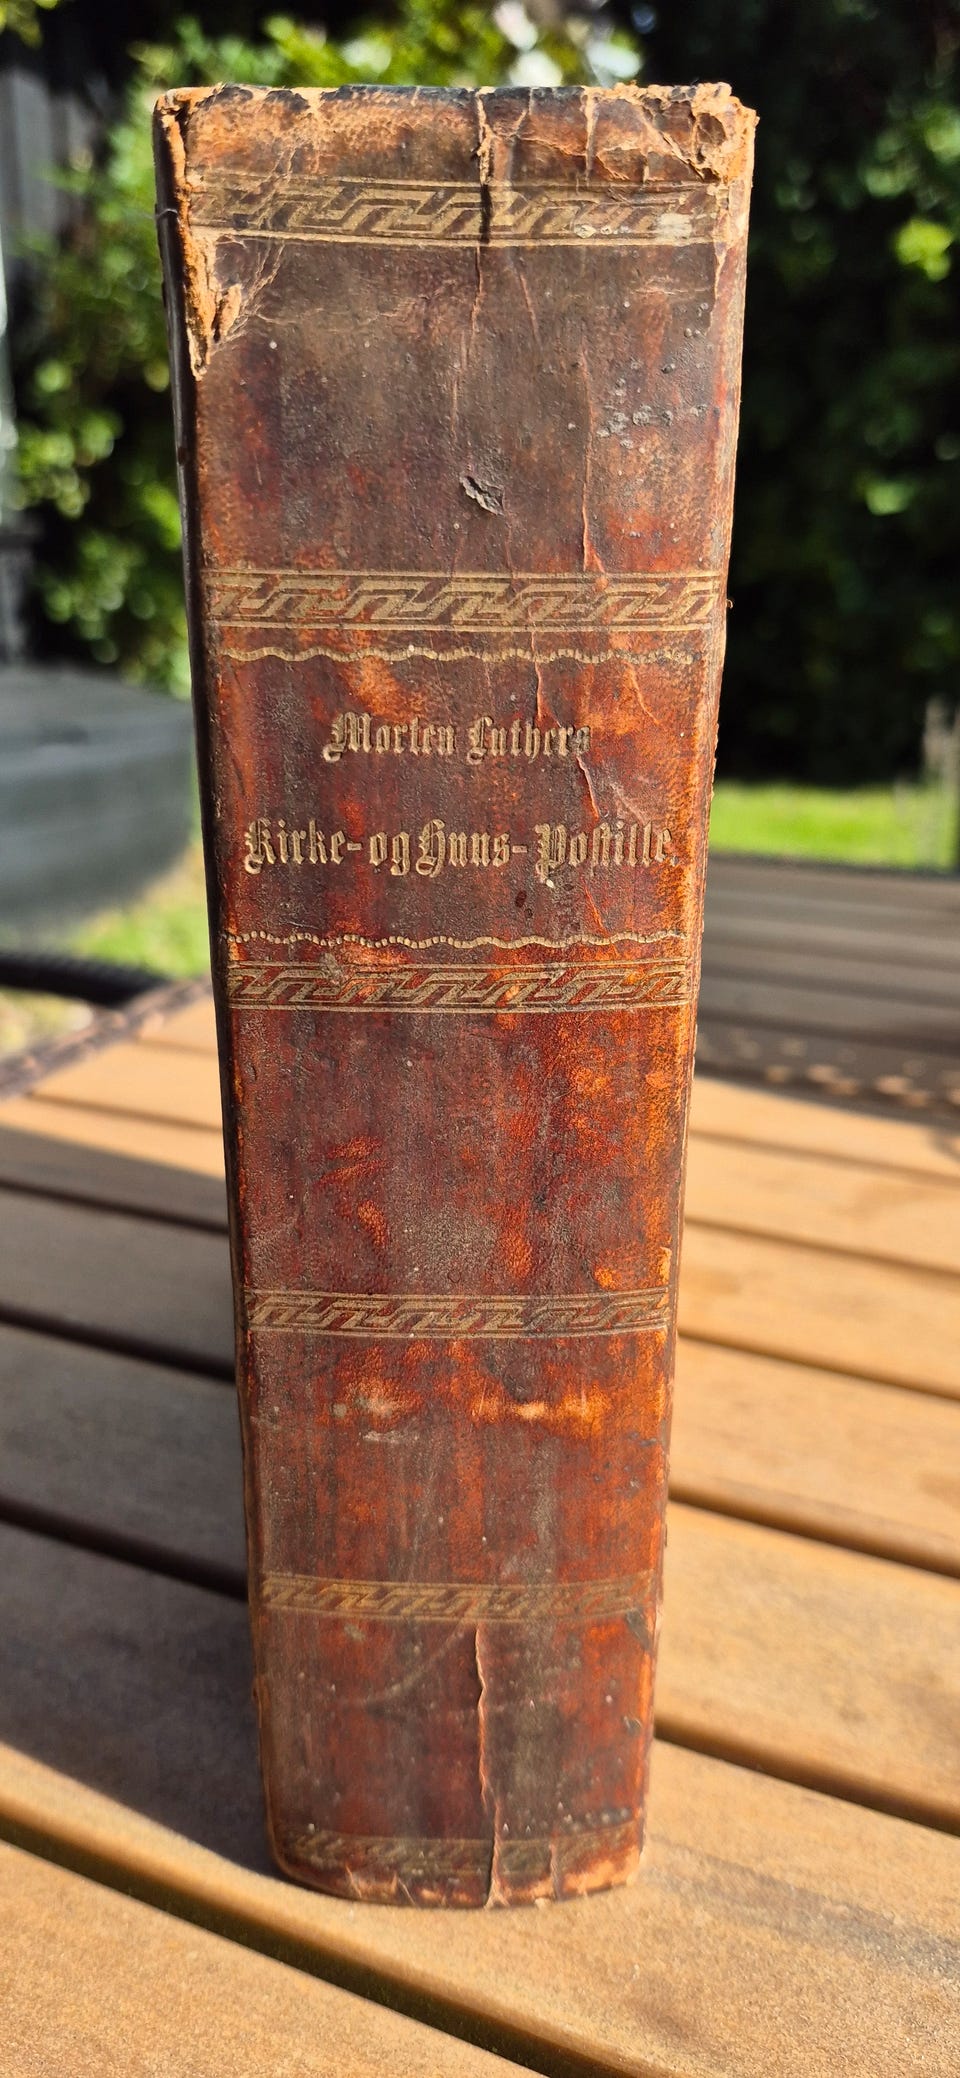 Morten Luthers
Kirke- og Huus- Postille